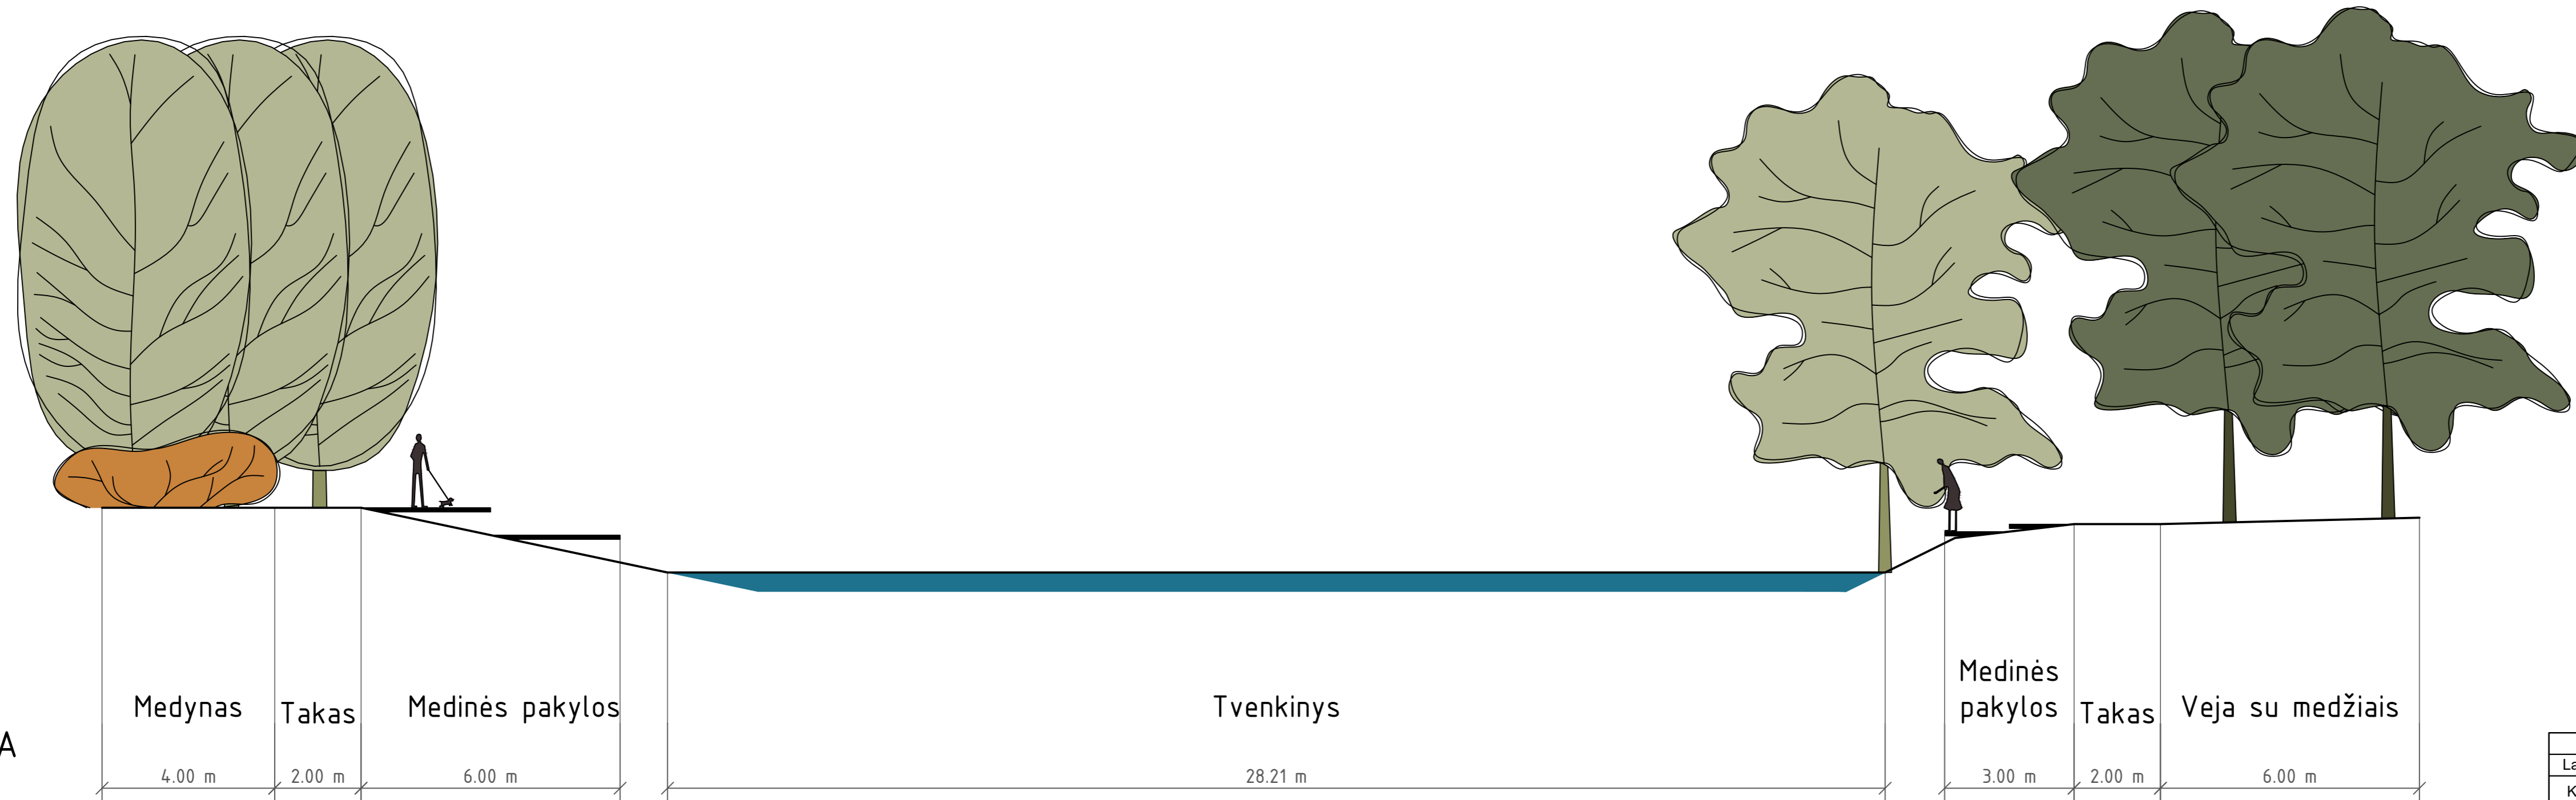 Medynas
Takas
Medinės pakylos
Tvenkinys
Medinės
pakylos
Takas
Veja su medžiais
A
4.00 m
2.00 m
6.00 m
28.21 m
3.00 m
2.00 m
6.00 m
La
K